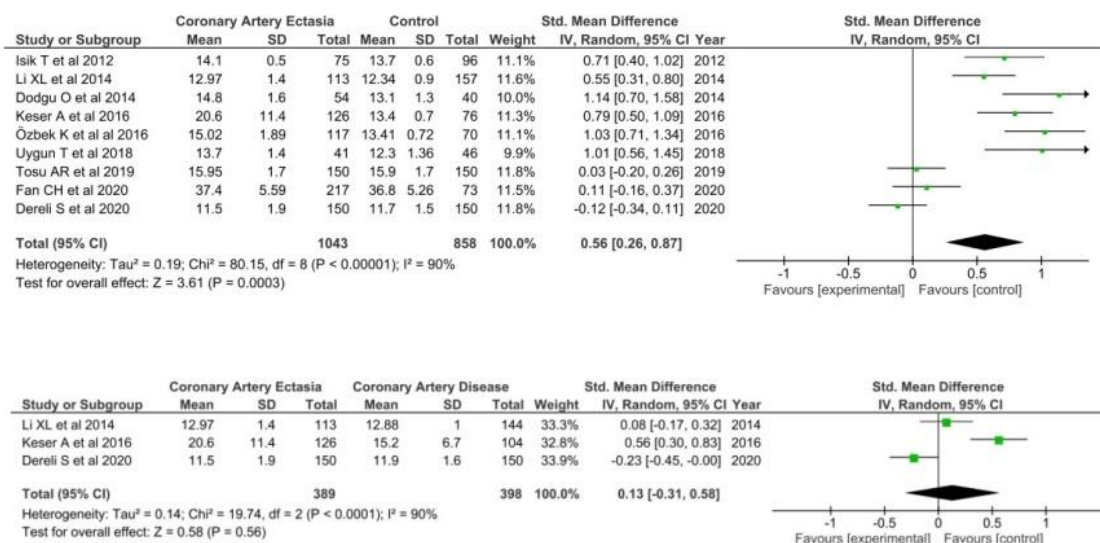 Coronary Artery Ectasia Control Std. Mean Difference Std. Mean Difference
Study or Subgroup Mean SD Total Mean SD Total Weight IV, Random, 95% CI Year IV, Random, 95% CI
Isik T et al 2012 14.1 0.5 75 13.7 0.6 96 11.1% 0.71 [0.40, 1.02] 2012
Li XL et al 2014 12.97 1.4 113 12.34 0.9 157 11.7% 0.55 [0.31, 0.80] 2014
Dodgu O et al 2014 14.8 1.6 54 13.1 1.3 40 10.0% 1.14 [0.70, 1.58] 2014
Keser A et al 2016 20.6 11.4 126 13.4 0.7 76 11.3% 0.79 [0.50, 1.09] 2016
Özbek K et al al 2016 15.02 1.89 117 13.41 0.72 70 11.1% 1.03 [0.71, 1.34] 2016
Uygun T et al 2018 13.7 1.4 41 12.3 1.36 46 9.9% 1.01 [0.56, 1.45] 2018
Tosu AR et al 2019 15.95 1.7 150 15.9 1.7 150 11.8% 0.03 [-0.20, 0.26] 2019
Fan CH et al 2020 37.4 5.59 217 36.8 5.26 73 11.5% 0.11 [-0.16, 0.37] 2020
Dereli S et al 2020 11.5 1.9 150 11.7 1.5 150 11.8% -0.12 [-0.34, 0.11] 2020
Total (95% CI) 1043 858 100.0% 0.56 [0.26, 0.87]
Heterogeneity: Tau² = 0.19; Chi² = 80.15, df = 8 (P < 0.00001); I² = 90%
Test for overall effect: Z = 3.61 (P = 0.0003)
-1 -0.5 0 0.5 1
Favours [experimental] Favours [control]
Coronary Artery Ectasia Coronary Artery Disease Std. Mean Difference Std. Mean Difference
Study or Subgroup Mean SD Total Mean SD Total Weight IV, Random, 95% CI Year IV, Random, 95% CI
Li XL et al 2014 12.97 1.4 113 12.88 1 144 33.3% 0.08 [-0.17, 0.32] 2014
Keser A et al 2016 20.6 11.4 126 15.2 6.7 104 32.8% 0.56 [0.30, 0.83] 2016
Dereli S et al 2020 11.5 1.9 150 11.9 1.6 150 33.9% -0.23 [-0.45, -0.00] 2020
Total (95% CI) 389 398 100.0% 0.13 [-0.31, 0.58]
Heterogeneity: Tau² = 0.14; Chi² = 19.74, df = 2 (P < 0.0001); I² = 90%
Test for overall effect: Z = 0.58 (P = 0.56)
-1 -0.5 0 0.5 1
Favours [experimental] Favours [control]